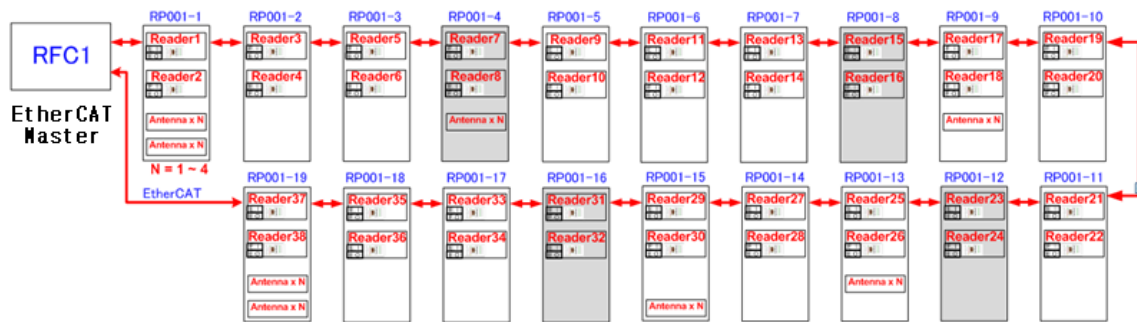 RP001-1 RP001-2 RP001-3 RP001-4 RP001-5 RP001-6 RP001-7 RP001-8 RP001-9 RP001-10
RFC1
Reader1 Reader3 Reader5 Reader7 Reader9 Reader11 Reader13 Reader15 Reader17 Reader19
Reader2 Reader4 Reader6 Reader8 Reader10 Reader12 Reader14 Reader16 Reader18 Reader20
EtherCAT
Master
Antenna x N Antenna x N Antenna x N
Antenna x N
N = 1 ~ 4
RP001-19 RP001-18 RP001-17 RP001-16 RP001-15 RP001-14 RP001-13 RP001-12 RP001-11
EtherCAT
Reader37 Reader35 Reader33 Reader31 Reader29 Reader27 Reader25 Reader23 Reader21
Reader38 Reader36 Reader34 Reader32 Reader30 Reader28 Reader26 Reader24 Reader22
Antenna x N Antenna x N
Antenna x N Antenna x N